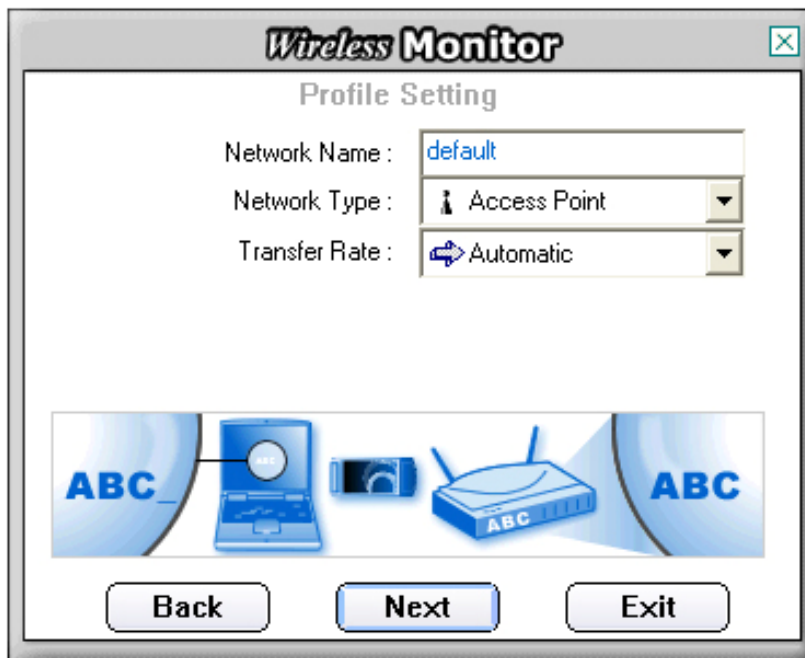 Wireless Monitor
Profile Setting
Network Name : default
Network Type : Access Point
Transfer Rate : Automatic
ABC_ ABC ABC ABC
Back Next Exit